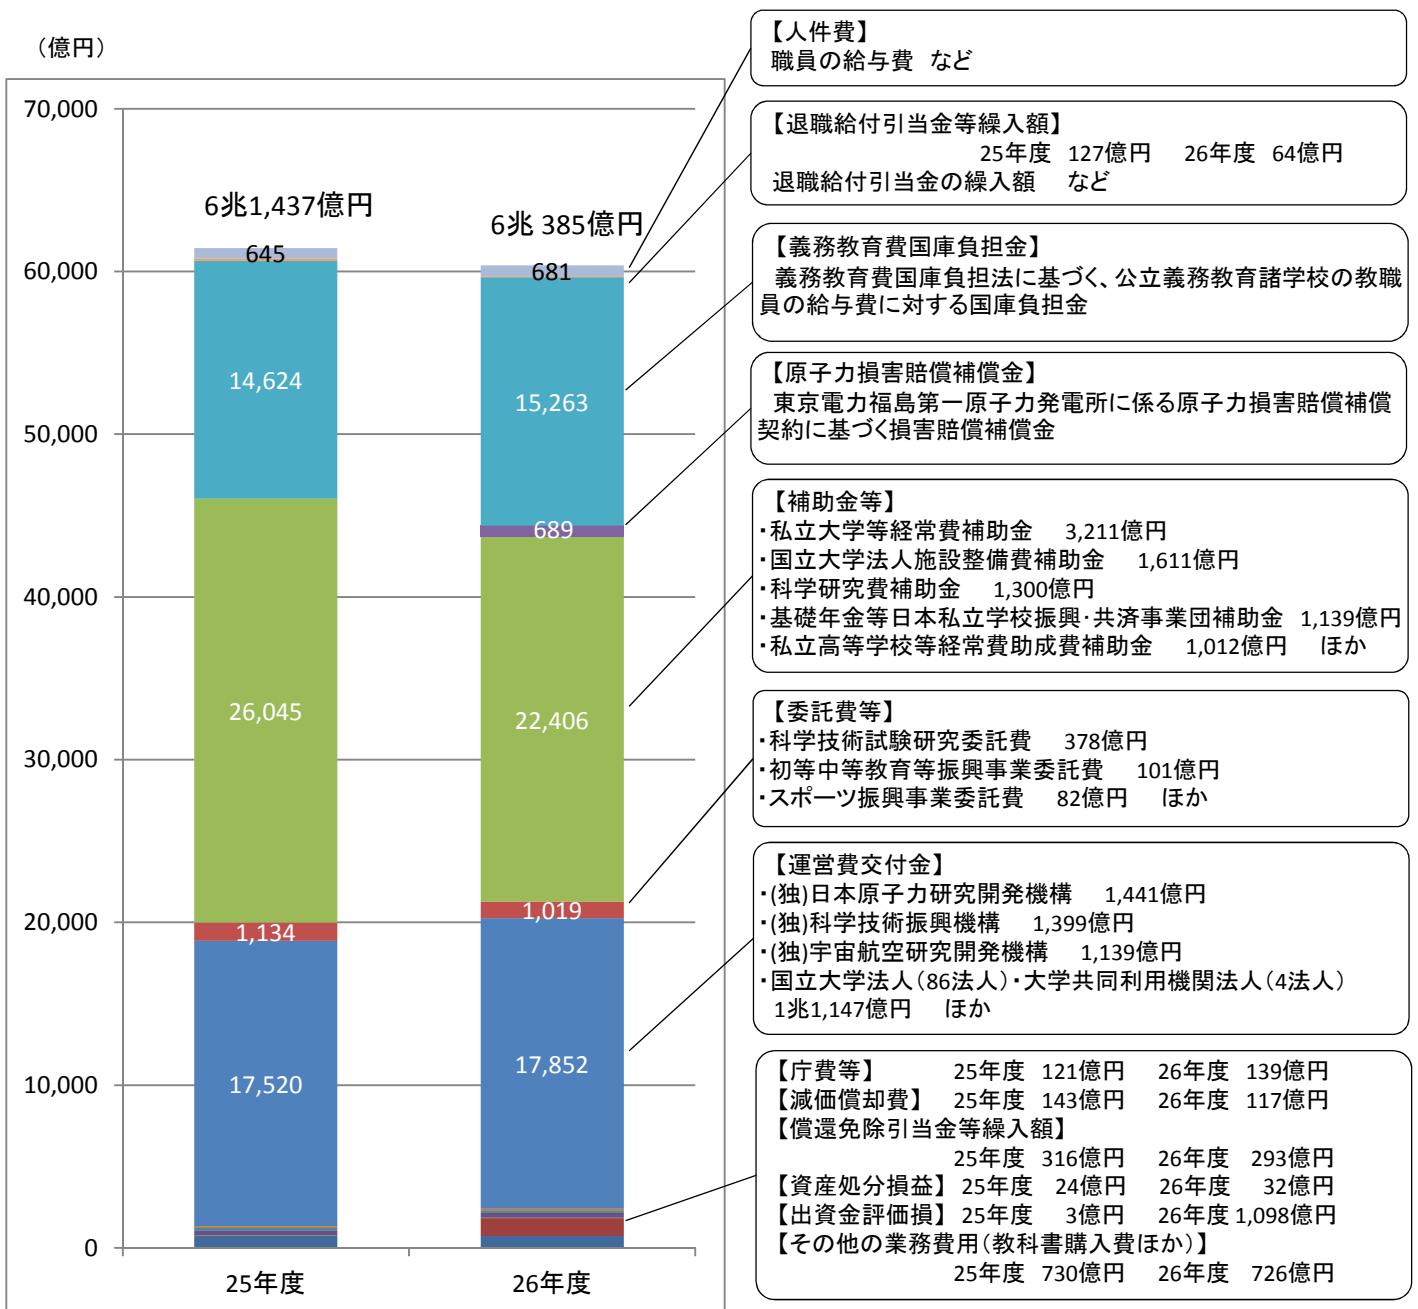 （億円）
70,000
60,000
50,000
40,000
30,000
20,000
10,000
0
6兆1,437億円
645
14,624
26,045
1,134
17,520
25年度
6兆 385億円
681
15,263
689
22,406
1,019
17,852
26年度
【人件費】
職員の給与費 など
【退職給付引当金等繰入額】
25年度 127億円 26年度 64億円
退職給付引当金の繰入額 など
【義務教育費国庫負担金】
義務教育費国庫負担法に基づく、公立義務教育諸学校の教職
員の給与費に対する国庫負担金
【原子力損害賠償補償金】
東京電力福島第一原子力発電所に係る原子力損害賠償補償
契約に基づく損害賠償補償金
【補助金等】
・私立大学等経常費補助金 3,211億円
・国立大学法人施設整備費補助金 1,611億円
・科学研究費補助金 1,300億円
・基礎年金等日本私立学校振興・共済事業団補助金 1,139億円
・私立高等学校等経常費助成費補助金 1,012億円 ほか
【委託費等】
・科学技術試験研究委託費 378億円
・初等中等教育等振興事業委託費 101億円
・スポーツ振興事業委託費 82億円 ほか
【運営費交付金】
・(独)日本原子力研究開発機構 1,441億円
・(独)科学技術振興機構 1,399億円
・(独)宇宙航空研究開発機構 1,139億円
・国立大学法人（86法人）・大学共同利用機関法人（4法人）
1兆1,147億円 ほか
【庁費等】 25年度 121億円 26年度 139億円
【減価償却費】 25年度 143億円 26年度 117億円
【償還免除引当金等繰入額】
25年度 316億円 26年度 293億円
【資産処分損益】 25年度 24億円 26年度 32億円
【出資金評価損】 25年度 3億円 26年度 1,098億円
【その他の業務費用（教科書購入費ほか）】
25年度 730億円 26年度 726億円